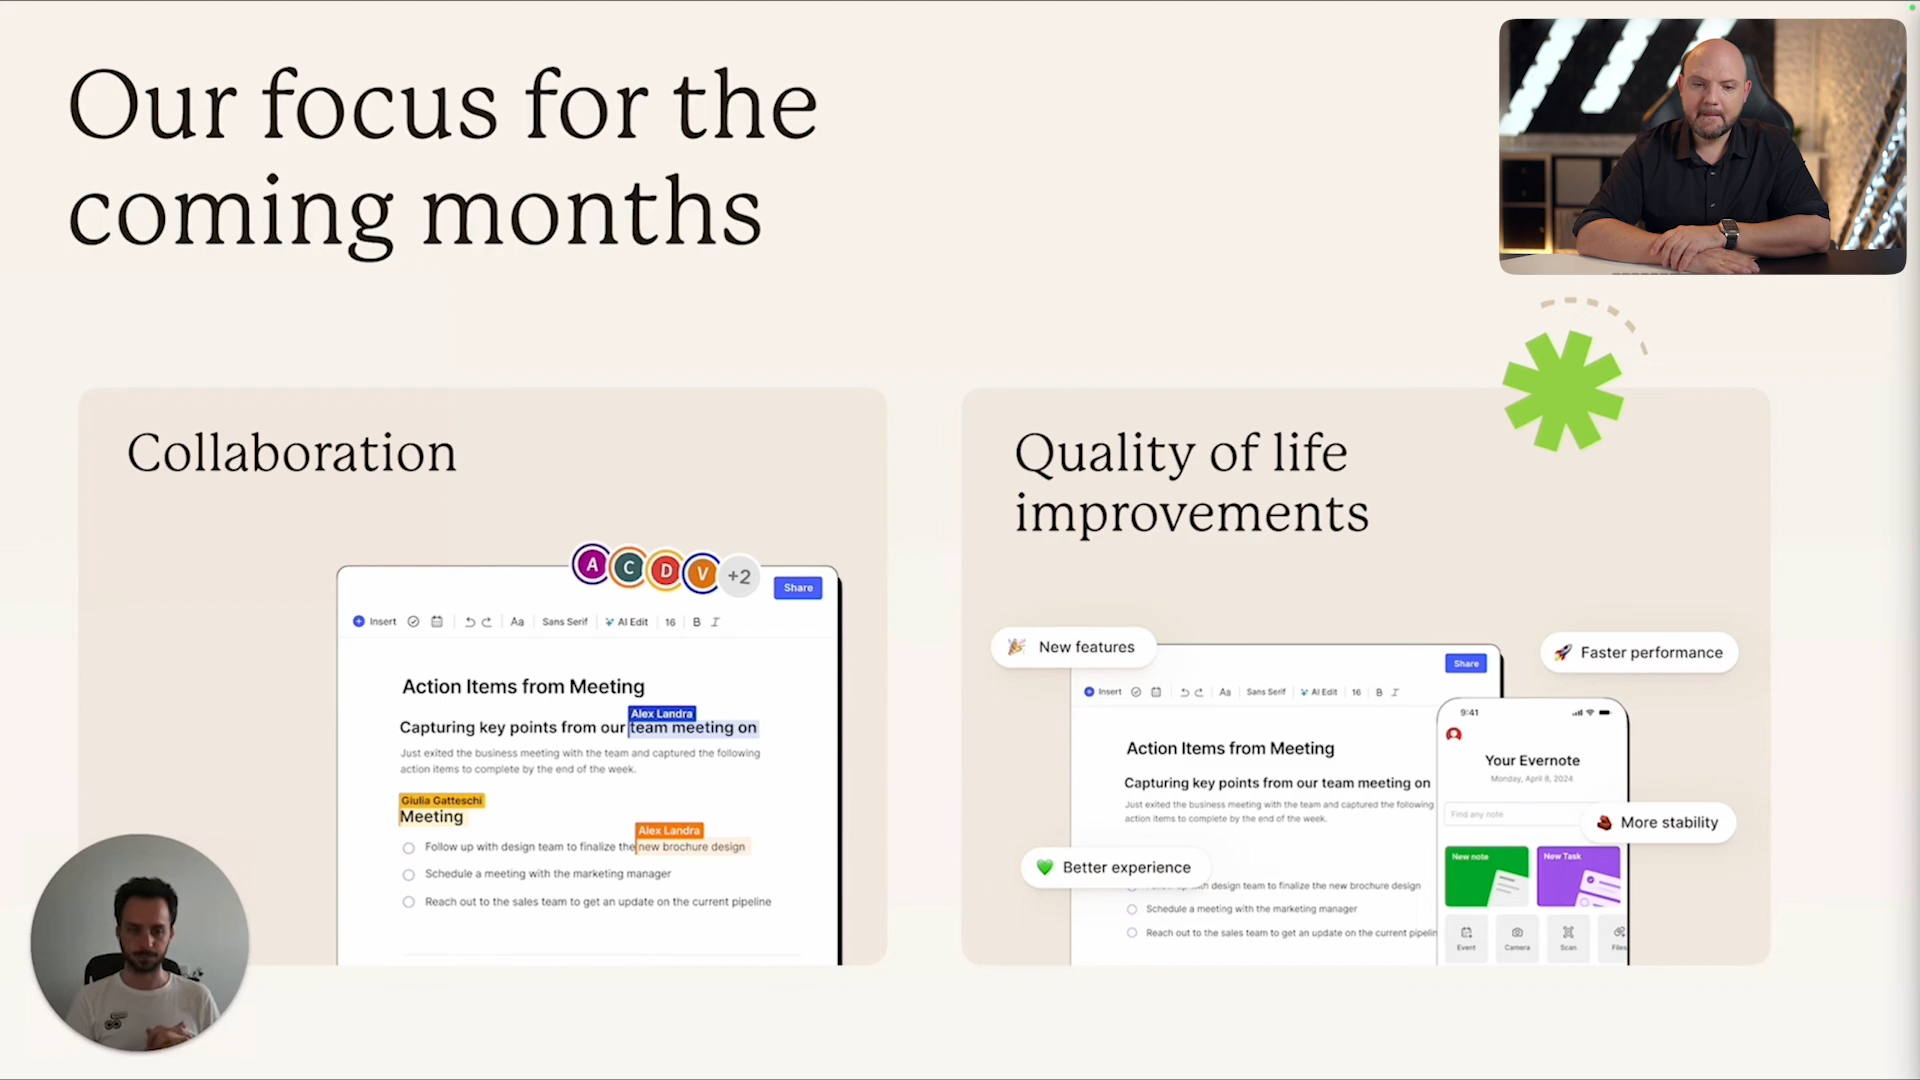 Our focus for the
coming months
Collaboration
A
C
D
V
+2
Share
Insert
Aa
Sans Serif
AI Edit
16
B
I
Action Items from Meeting
Alex Landra
Capturing key points from our team meeting on
Just exited the business meeting with the team and captured the following
action items to complete by the end of the week.
Giulia Gatteschi
Meeting
Alex Landra
Follow up with design team to finalize the new brochure design
Schedule a meeting with the marketing manager
Reach out to the sales team to get an update on the current pipeline
Quality of life
improvements
New features
Faster performance
Share
Insert
Aa
Sans Serif
AI Edit
16
B
I
Action Items from Meeting
Capturing key points from our team meeting on
Just exited the business meeting with the team and captured the following
action items to complete by the end of the week.
Better experience
design team to finalize the new brochure design
Schedule a meeting with the marketing manager
Reach out to the sales team to get an update on the current pipelin
9:41
Your Evernote
Monday, April 8, 2024
Find any note
More stability
New note
New Task
Event
Camera
Scan
Files